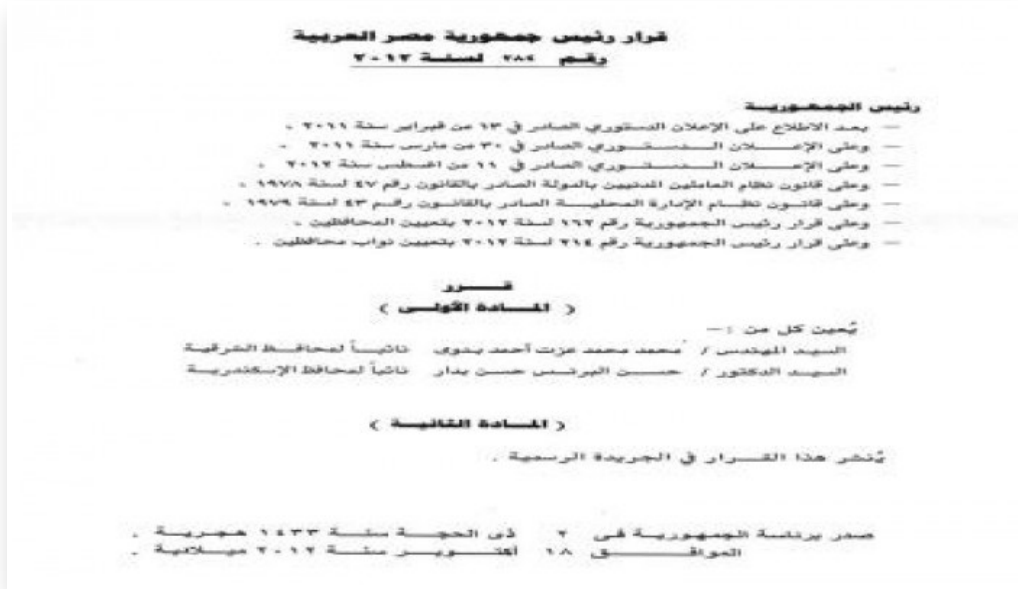 قرار رئيس جمهورية مصر العربية
رقم ٢٨٤ لسنة ٢٠١٢
رئيس الجمهورية
– بعد الاطلاع على الإعلان الدستوري الصادر في ١٣ من فبراير سنة ٢٠١١ .
– وعلى الإعلان الدستوري الصادر في ٣٠ من مارس سنة ٢٠١١ .
– وعلى الإعلان الدستوري الصادر في ١١ من اغسطس سنة ٢٠١٢ .
– وعلى قانون نظام العاملين المدنيين بالدولة الصادر بالقانون رقم ٤٧ لسنة ١٩٧٨ .
– وعلى قانون نظام الإدارة المحلية الصادر بالقانون رقم ٤٣ لسنة ١٩٧٩ .
– وعلى قرار رئيس الجمهورية رقم ١٦٢ لسنة ٢٠١٢ بتعيين المحافظين .
– وعلى قرار رئيس الجمهورية رقم ٢١٤ لسنة ٢٠١٢ بتعيين نواب محافظين .
قرر
( المادة الأولى )
يُعين كل من :–
السيد المهندس / محمد محمد عزت أحمد بدوى نائباً لمحافظ الشرقية
السيد الدكتور / حسن البرنس حسن بدار نائباً لمحافظ الإسكندرية
( المادة الثانية )
يُنشر هذا القرار في الجريدة الرسمية .
صدر برئاسة الجمهورية فى ٢ ذى الحجة سنة ١٤٣٣ هجرية .
الموافق ١٨ أكتوبر سنة ٢٠١٢ ميلادية .